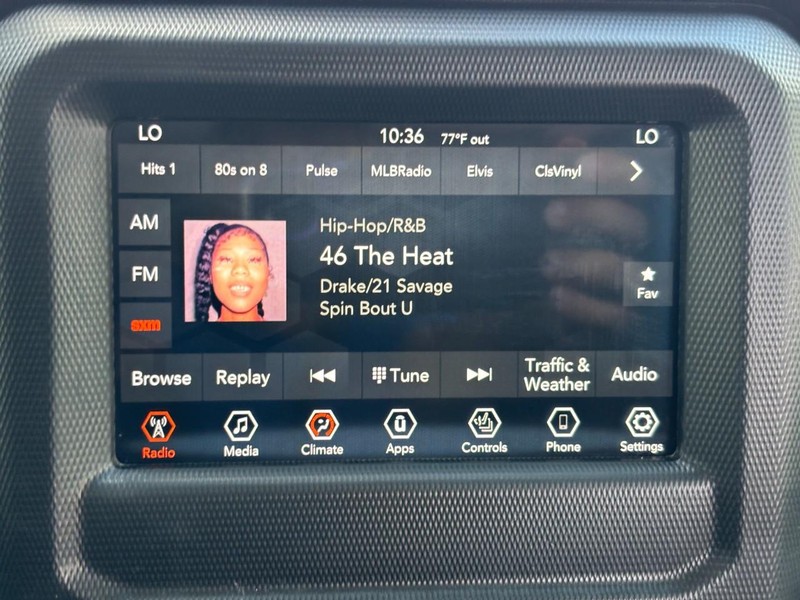 LO 10:36 77°F out LO
Hits 1 80s on 8 Pulse MLBRadio Elvis ClsVinyl
AM
FM
sxm
Hip-Hop/R&B
46 The Heat
Drake/21 Savage
Spin Bout U
Fav
Browse Replay Tune Traffic & Weather Audio
Radio Media Climate Apps Controls Phone Settings